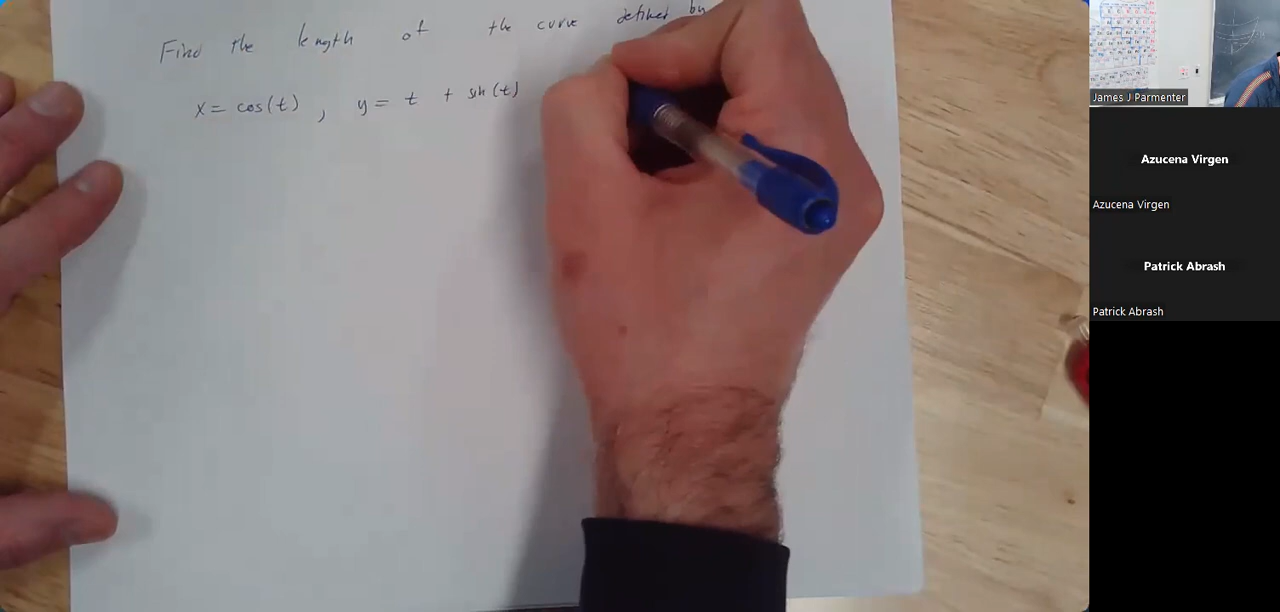 Find the length of the curve defined by
x = cos(t) , y = t + sin(t)
James J Parmenter
Azucena Virgen
Azucena Virgen
Patrick Abrash
Patrick Abrash